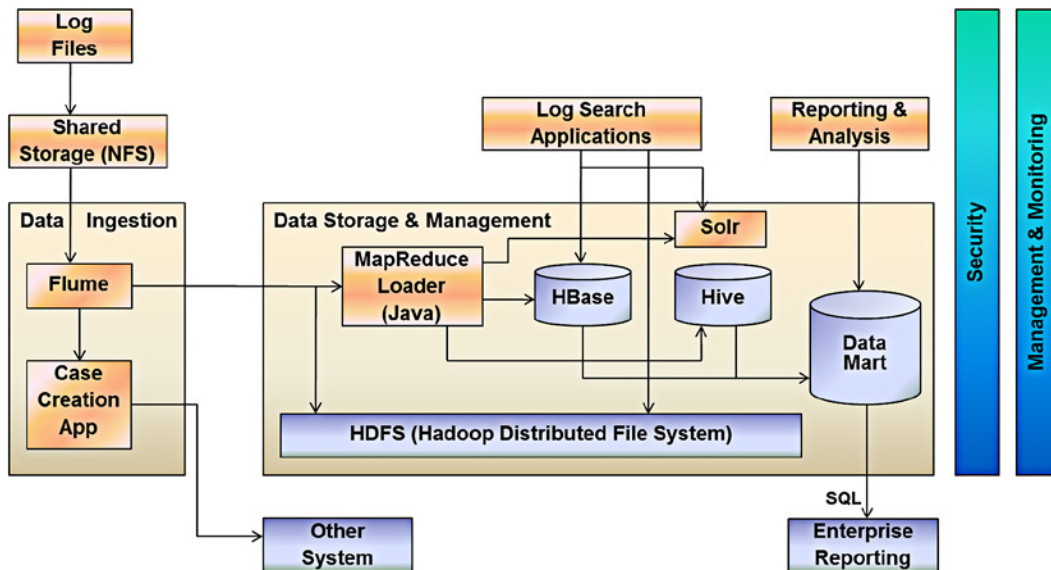 Log
Files
Shared
Storage (NFS)
Log Search
Applications
Reporting &
Analysis
Data Ingestion
Flume
Case
Creation
App
Data Storage & Management
MapReduce
Loader
(Java)
Solr
HBase
Hive
Data
Mart
HDFS (Hadoop Distributed File System)
SQL
Other
System
Enterprise
Reporting
Security
Management & Monitoring